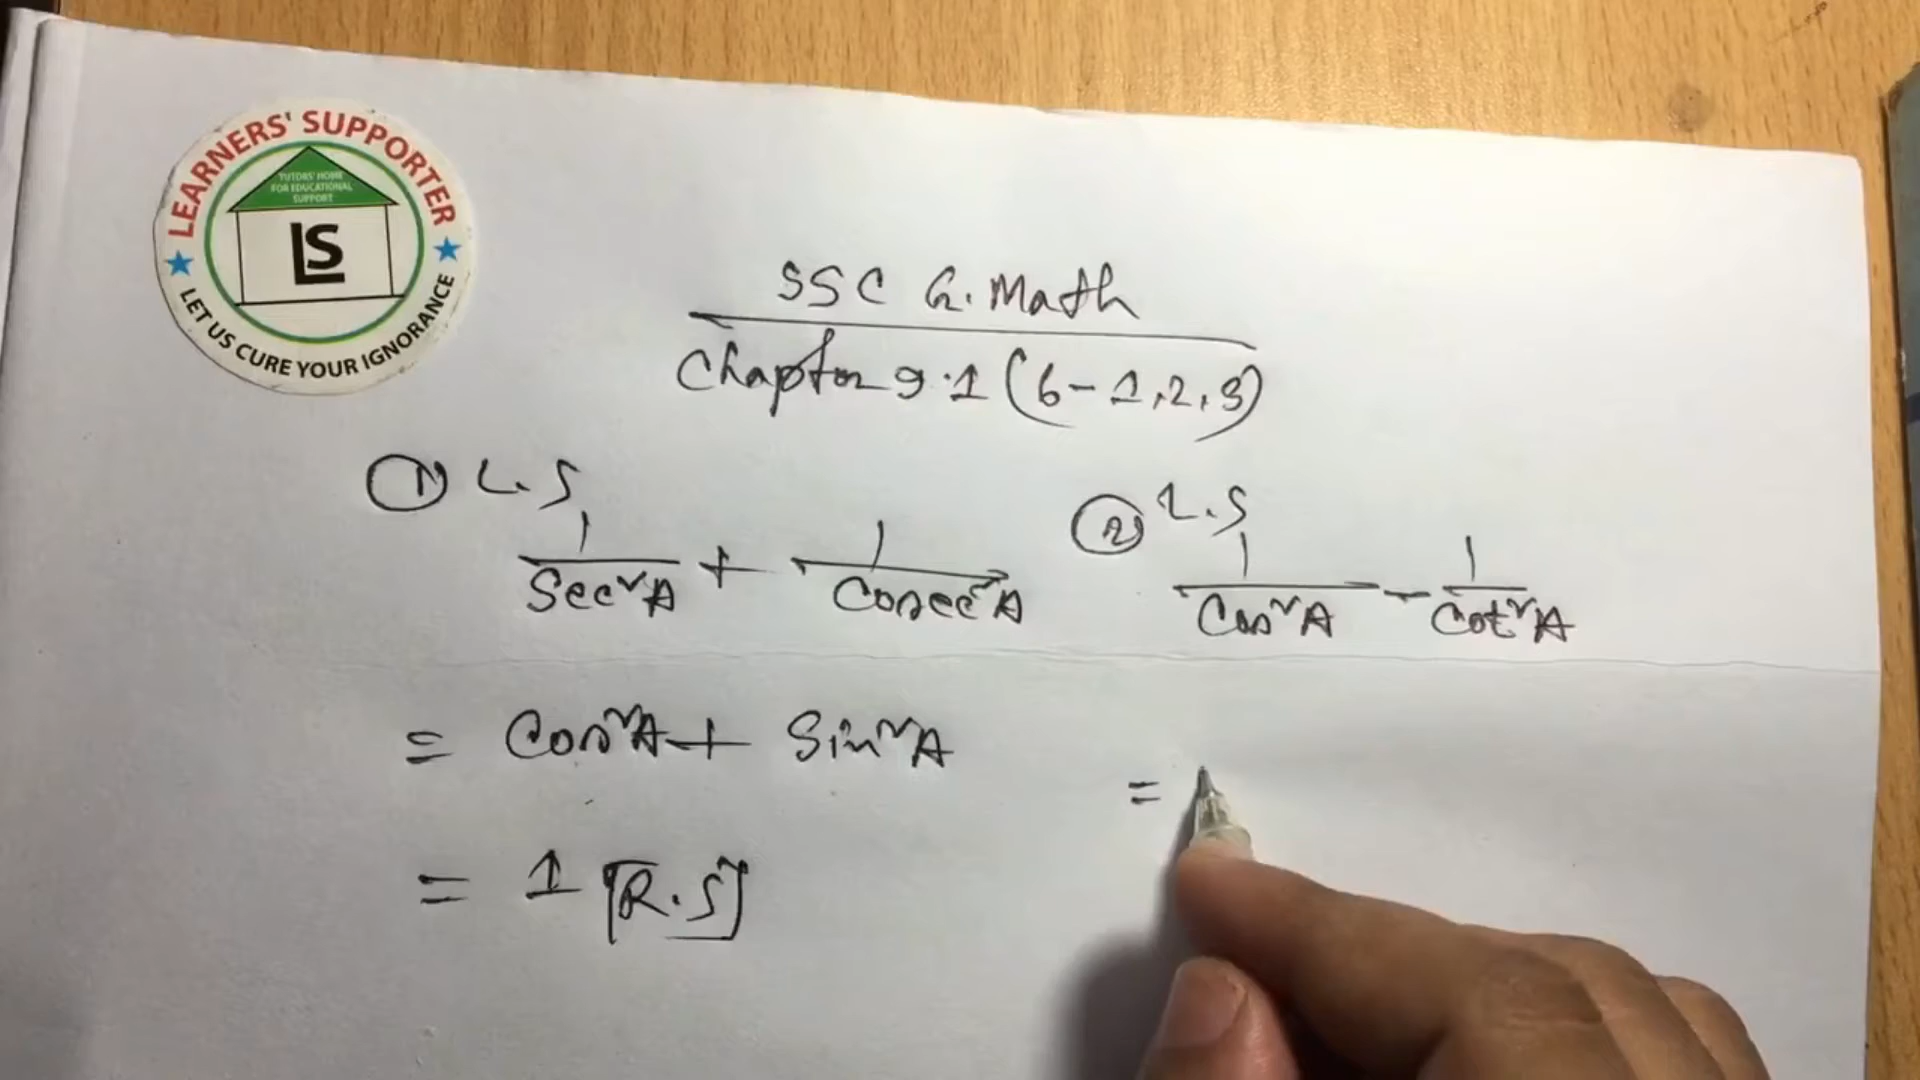 LEARNERS' SUPPORTER
TUTORS' HOME
FOR EDUCATIONAL
SUPPORT
LS
LET US CURE YOUR IGNORANCE
SSC G. Math
Chapter 9.1 (6-1,2,3)
① L.S
1/Sec²A + 1/Cosec²A
= Cos²A + Sin²A
= 1 [R.S]
② L.S
1/Cos²A - 1/Cot²A
=